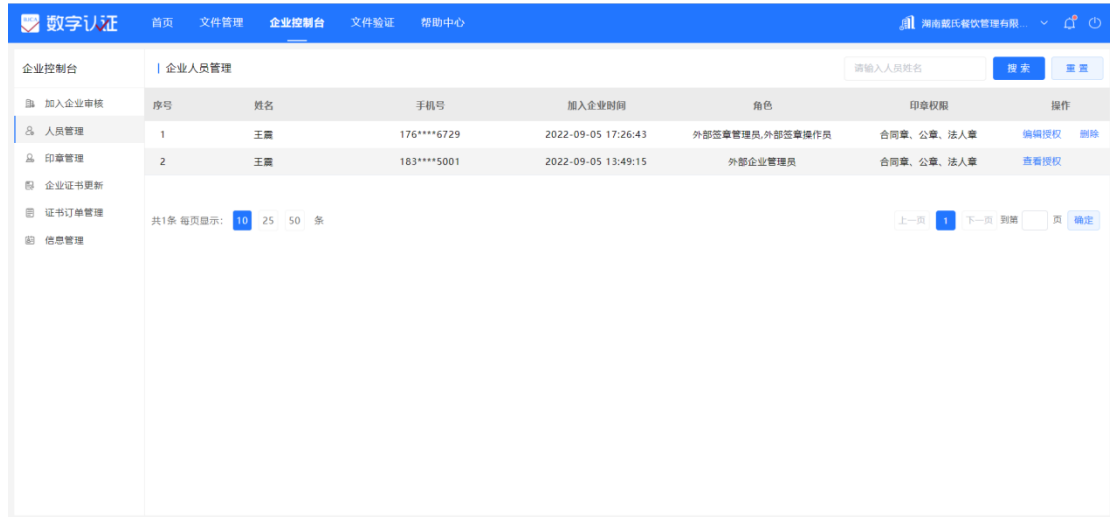 数字认证 首页 文件管理 企业控制台 文件验证 帮助中心 湖南戴氏餐饮管理有限...
企业控制台
加入企业审核
人员管理
印章管理
企业证书更新
证书订单管理
信息管理
企业人员管理 请输入人员姓名 搜索 重置
序号 姓名 手机号 加入企业时间 角色 印章权限 操作
1 王震 176****6729 2022-09-05 17:26:43 外部签章管理员,外部签章操作员 合同章、公章、法人章 编辑授权 删除
2 王震 183****5001 2022-09-05 13:49:15 外部企业管理员 合同章、公章、法人章 查看授权
共1条 每页显示: 10 25 50 条 上一页 1 下一页 到第 页 确定